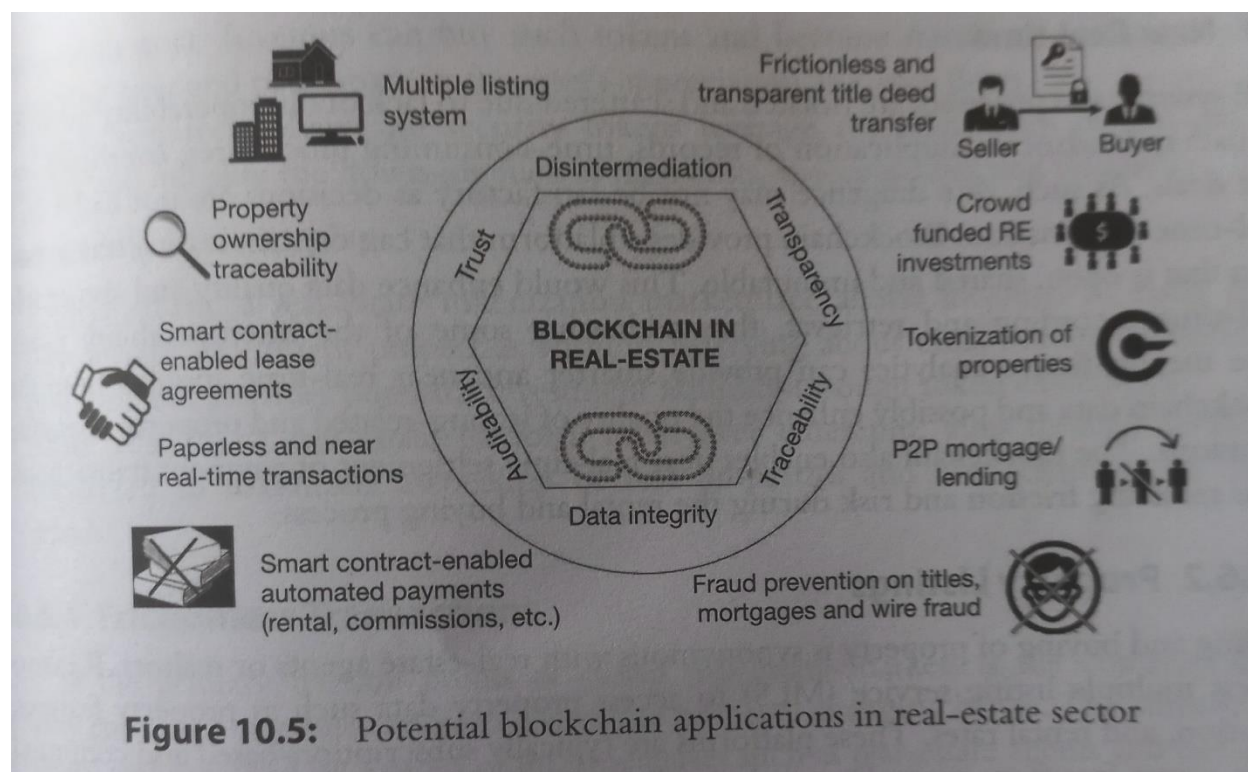 Multiple listing
system
Frictionless and
transparent title deed
transfer
Seller
Buyer
Property
ownership
traceability
Crowd
funded RE
investments
Smart contract-
enabled lease
agreements
Tokenization of
properties
Paperless and near
real-time transactions
P2P mortgage/
lending
Smart contract-enabled
automated payments
(rental, commissions, etc.)
Fraud prevention on titles,
mortgages and wire fraud
Disintermediation
Trust
Transparency
BLOCKCHAIN IN
REAL-ESTATE
Auditability
Traceability
Data integrity
$
Figure 10.5: Potential blockchain applications in real-estate sector